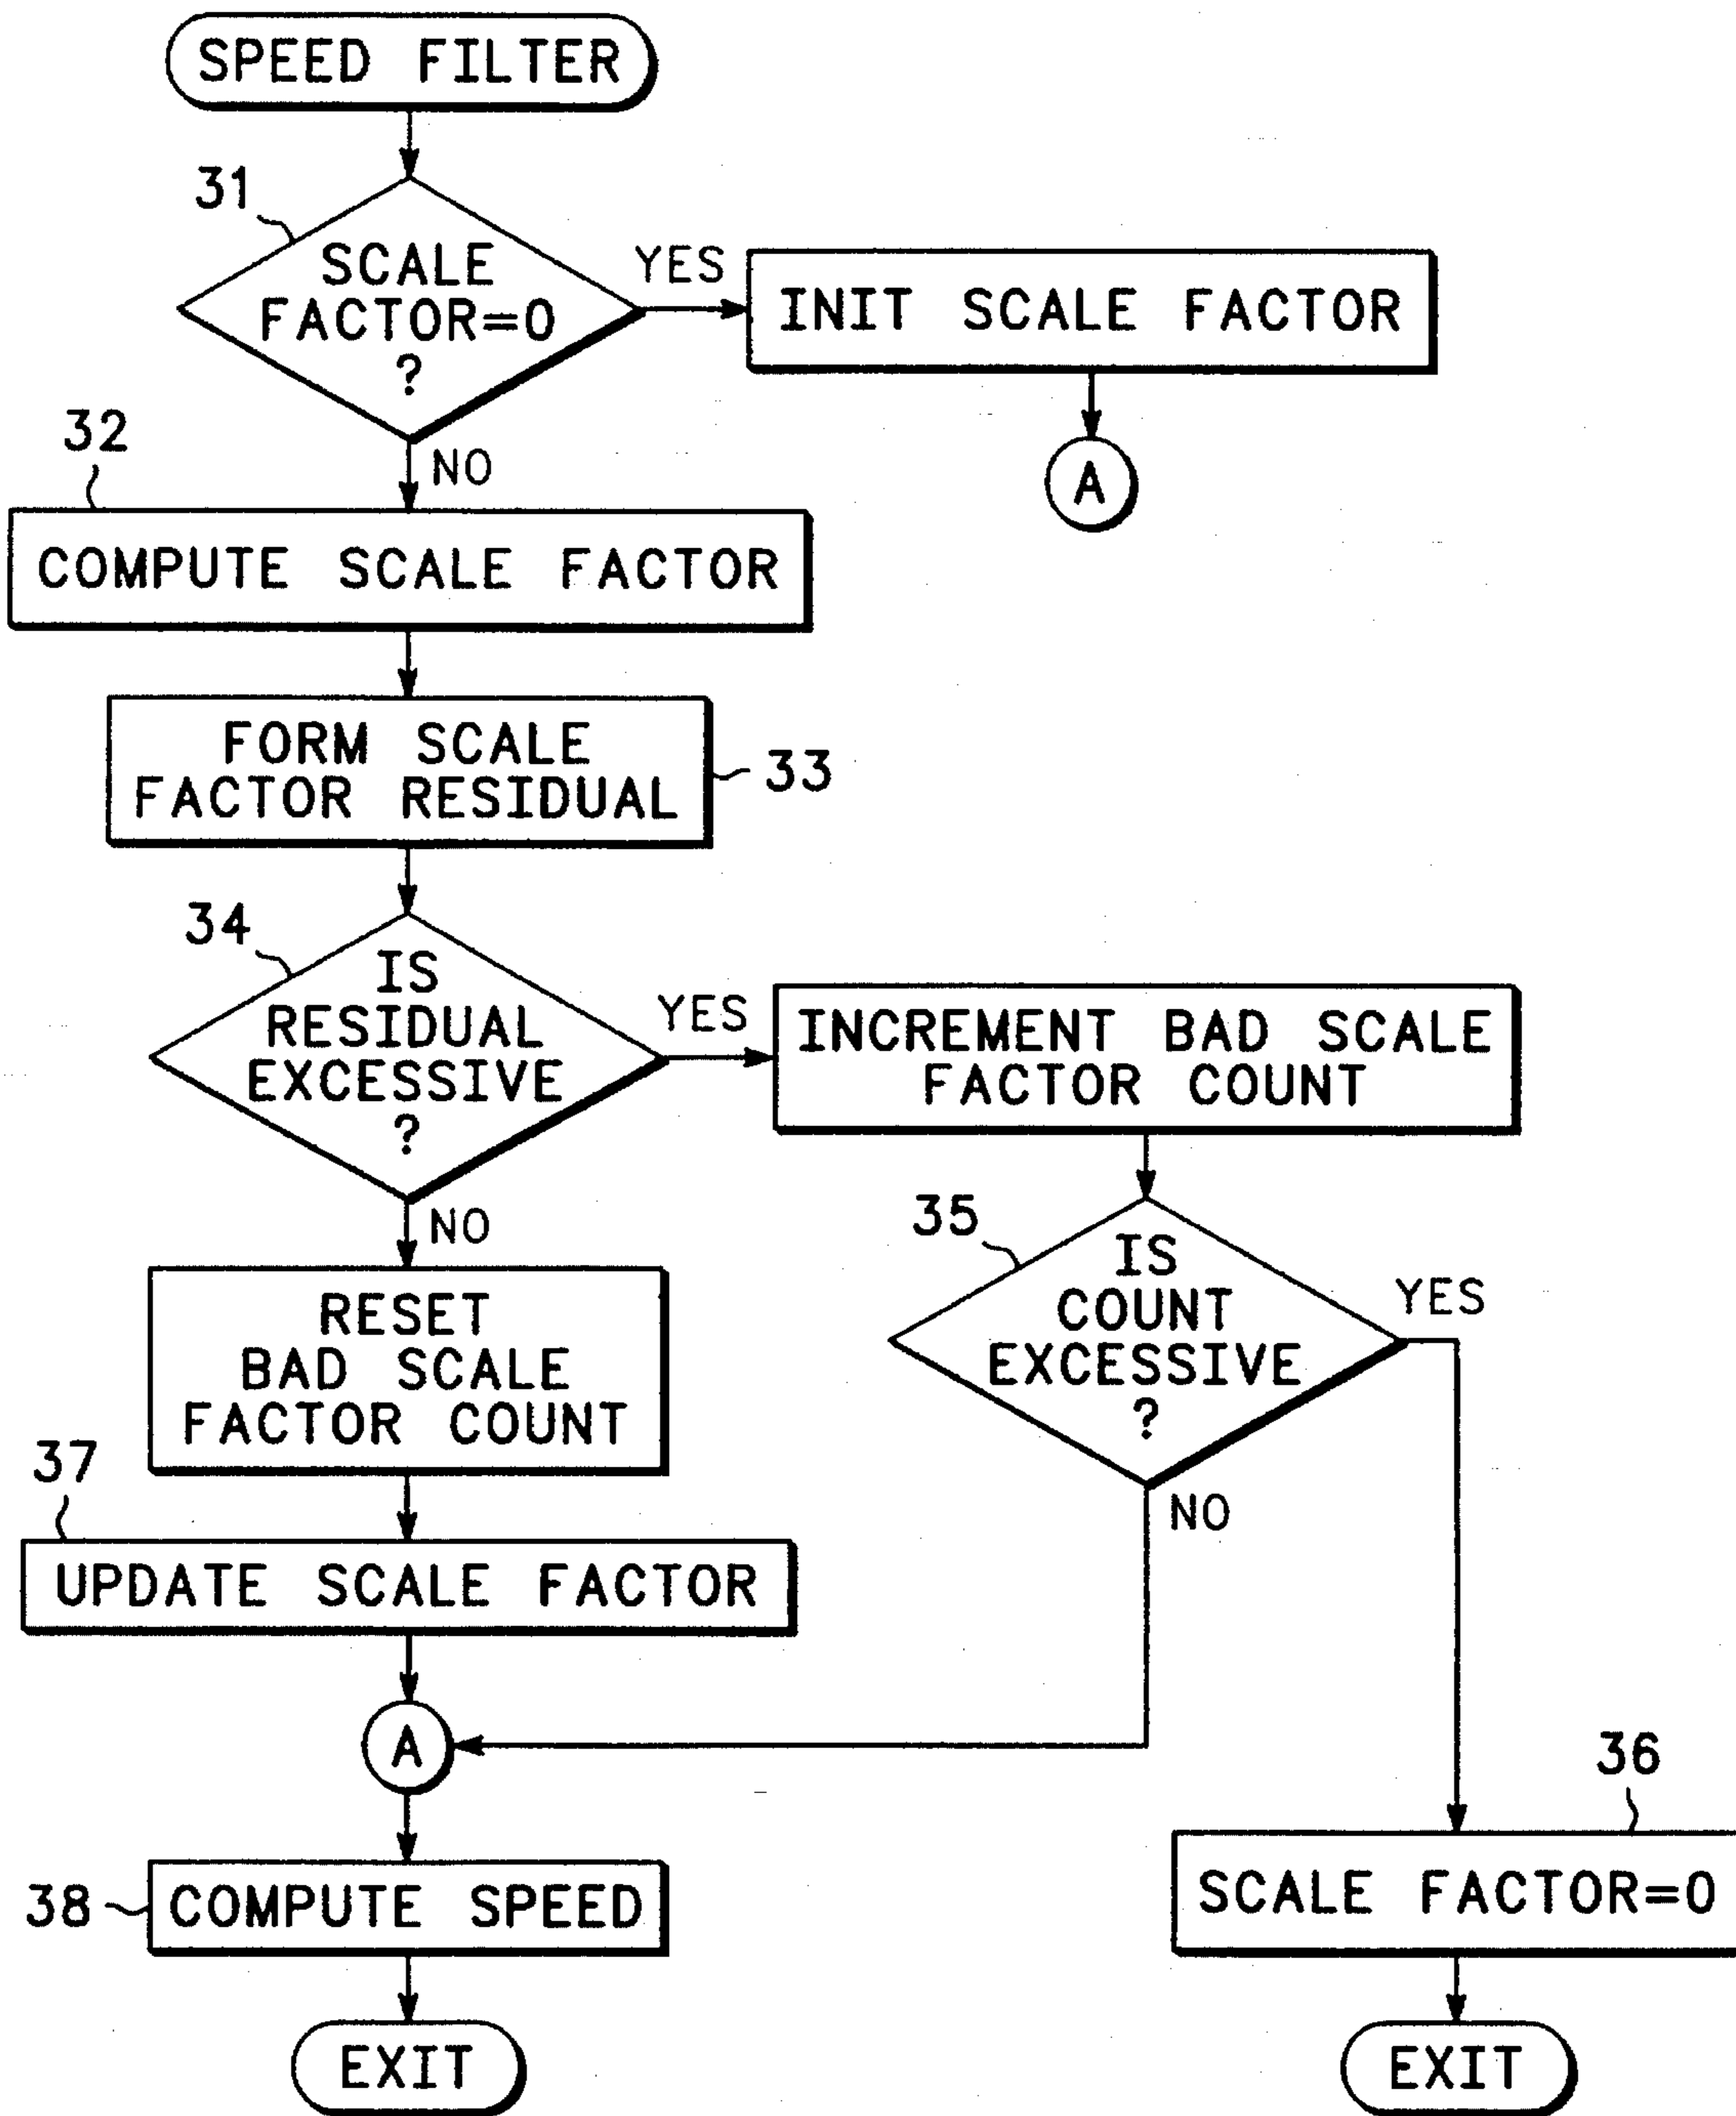 SPEED FILTER
31
SCALE
FACTOR=0
?
YES
INIT SCALE FACTOR
A
NO
32
COMPUTE SCALE FACTOR
FORM SCALE
FACTOR RESIDUAL
33
34
IS
RESIDUAL
EXCESSIVE
?
YES
INCREMENT BAD SCALE
FACTOR COUNT
NO
RESET
BAD SCALE
FACTOR COUNT
35
IS
COUNT
EXCESSIVE
?
YES
NO
37
UPDATE SCALE FACTOR
A
36
SCALE FACTOR=0
38
COMPUTE SPEED
EXIT
EXIT